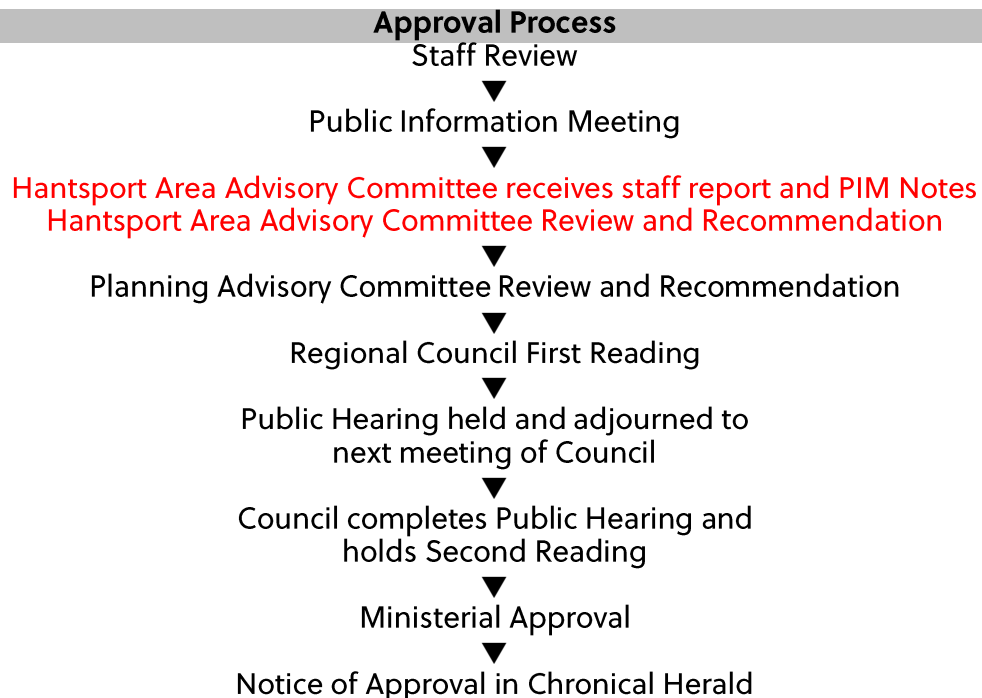 Approval Process
Staff Review
Public Information Meeting
Hantsport Area Advisory Committee receives staff report and PIM Notes
Hantsport Area Advisory Committee Review and Recommendation
Planning Advisory Committee Review and Recommendation
Regional Council First Reading
Public Hearing held and adjourned to
next meeting of Council
Council completes Public Hearing and
holds Second Reading
Ministerial Approval
Notice of Approval in Chronical Herald